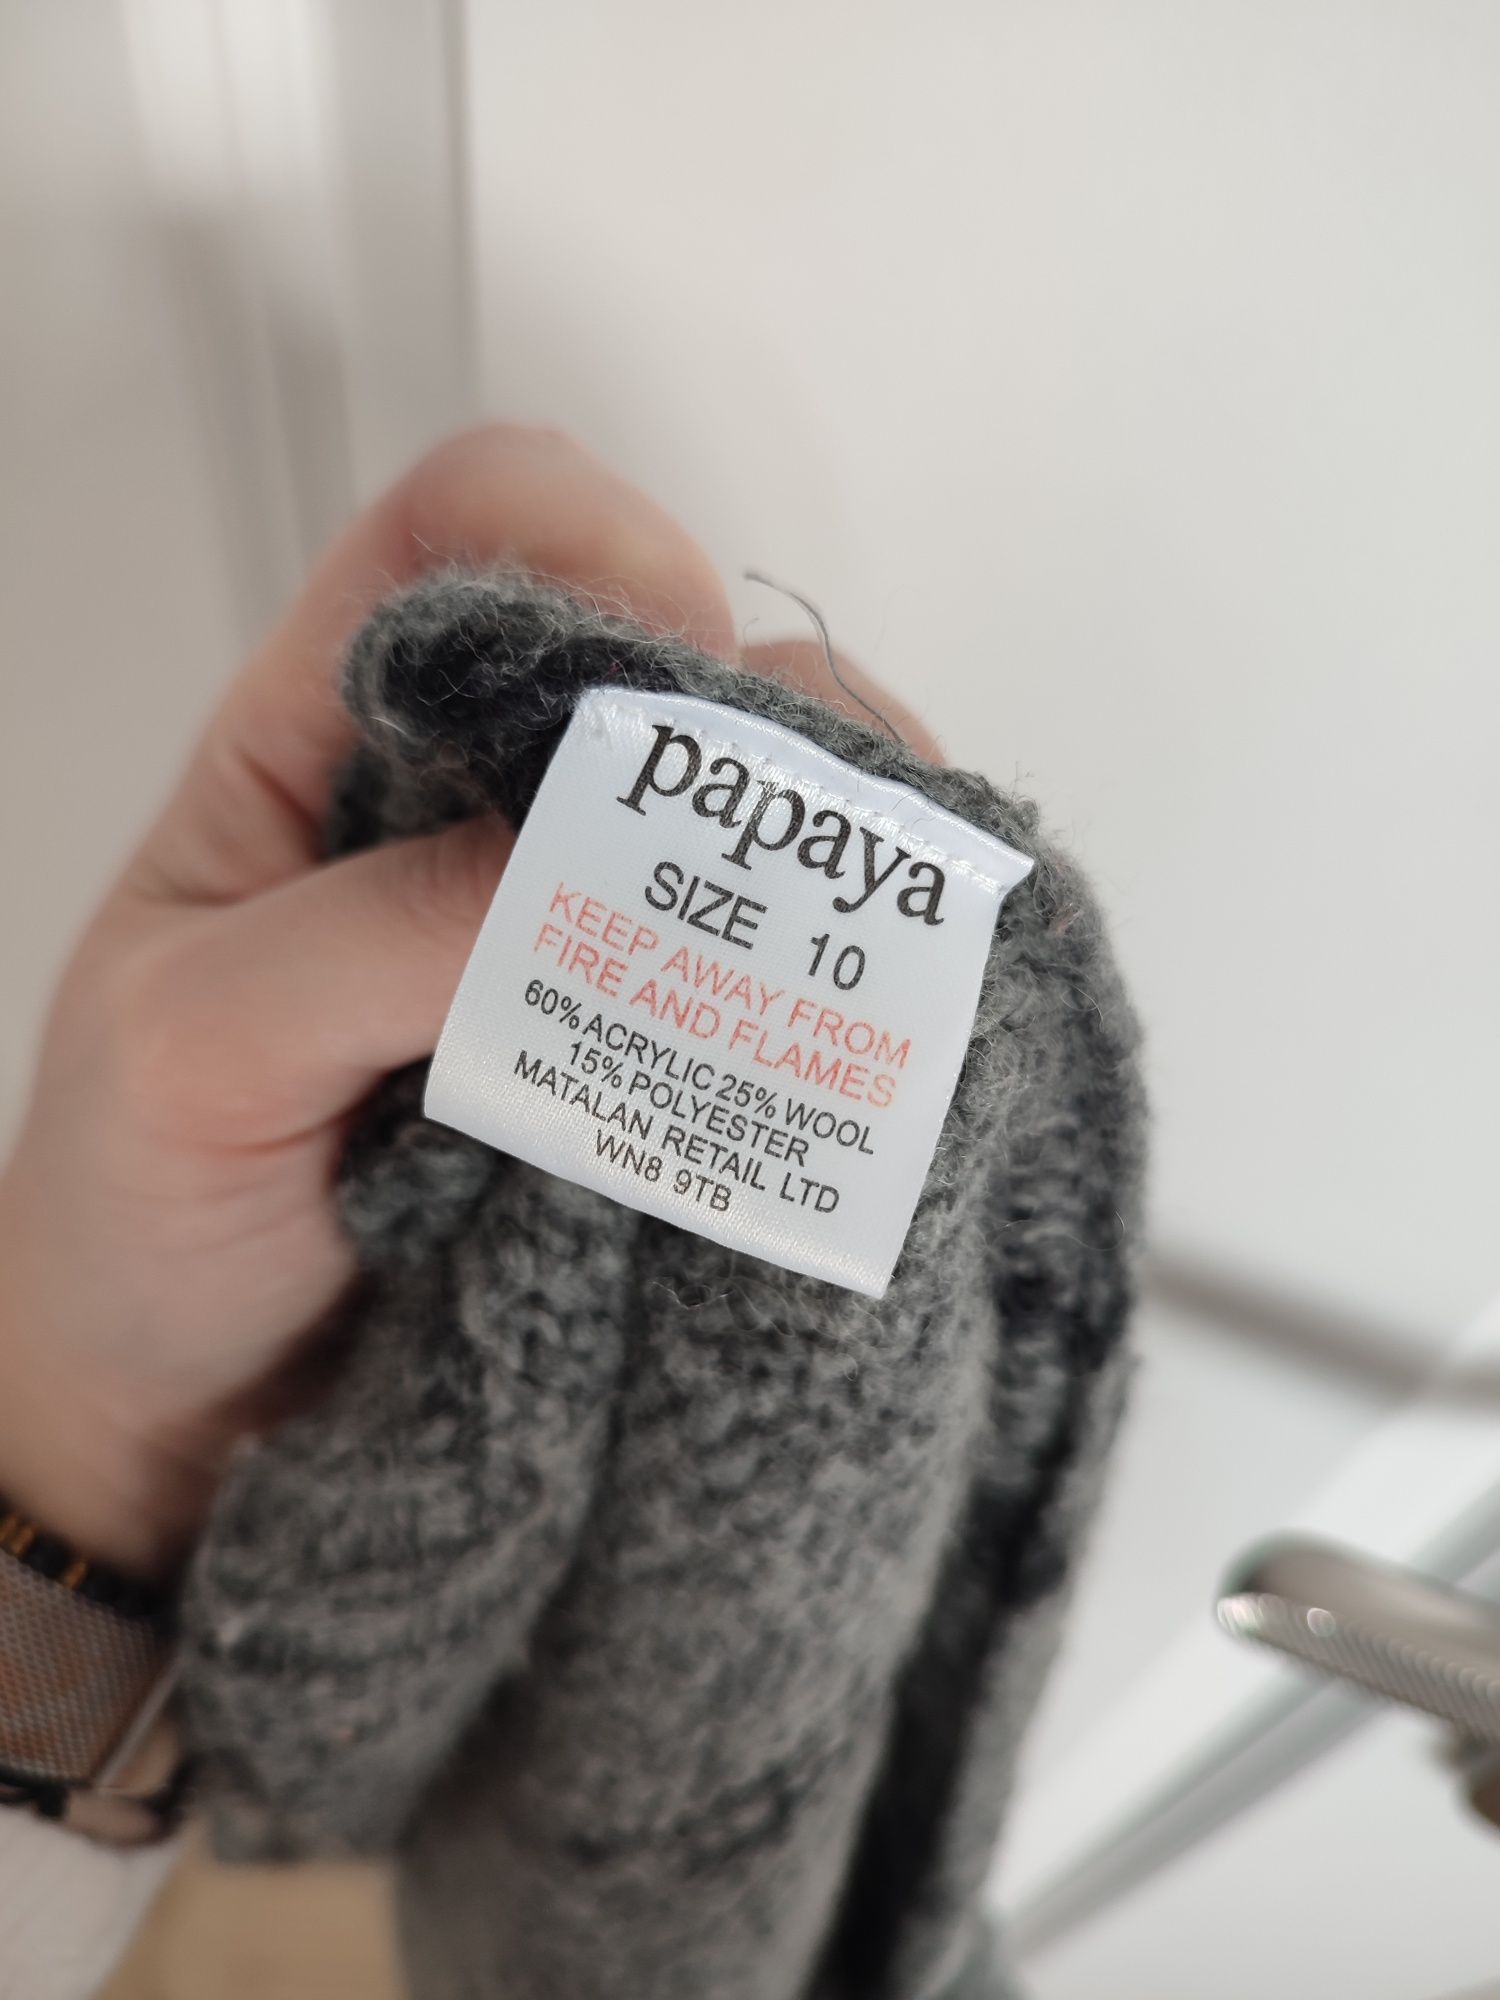 papaya
SIZE 10
KEEP AWAY FROM
FIRE AND FLAMES
60% ACRYLIC 25% WOOL
15% POLYESTER
MATALAN RETAIL LTD
WN8 9TB